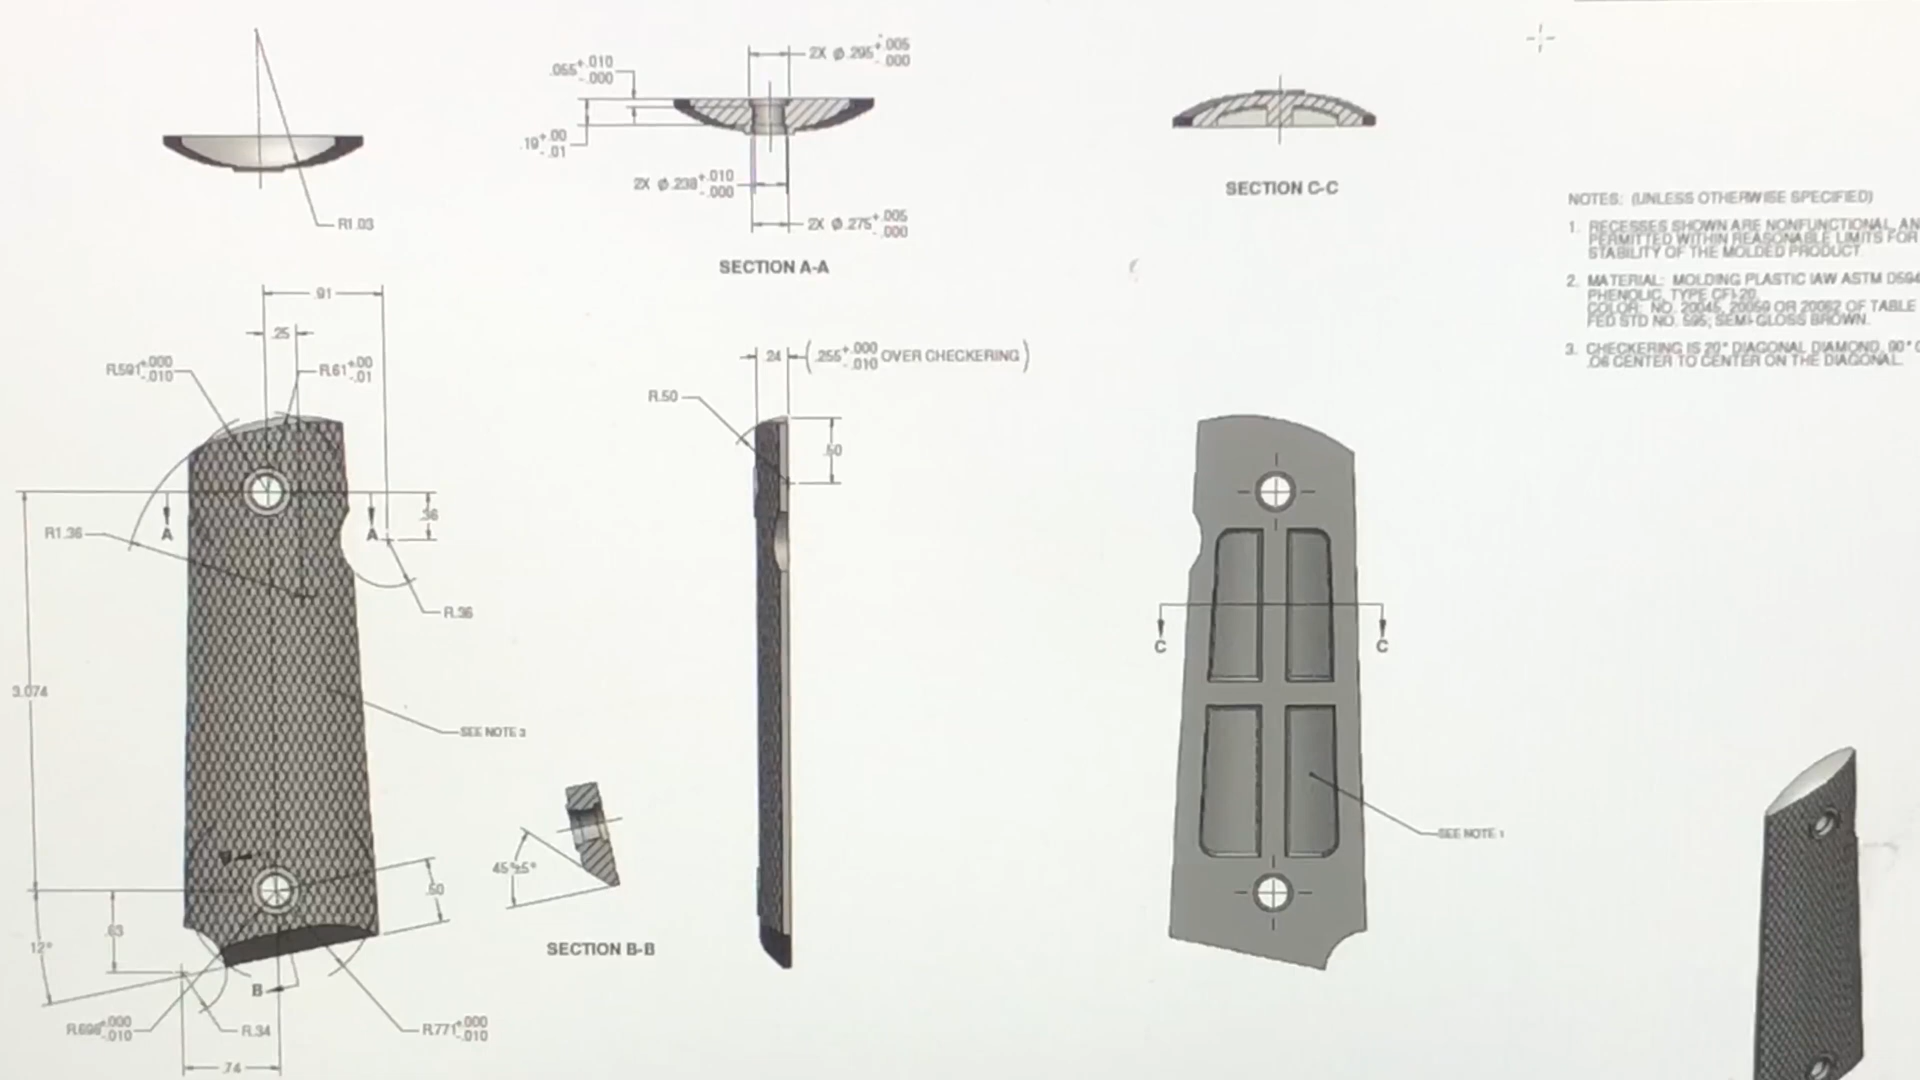 2X Ø.295 +.005 -.000
.055 +.010 -.000
.19 +.00 -.01
2X Ø.238 +.010 -.000
2X Ø.275 +.005 -.000
R1.03
SECTION A-A
SECTION C-C
NOTES: (UNLESS OTHERWISE SPECIFIED)
1. RECESSES SHOWN ARE NONFUNCTIONAL AN
PERMITTED WITHIN REASONABLE LIMITS FOR
STABILITY OF THE MOLDED PRODUCT.
2. MATERIAL: MOLDING PLASTIC IAW ASTM D594
PHENOLIC, TYPE CFI-20,
COLOR: NO. 20045, 20059 OR 20062 OF TABLE
FED STD NO. 595; SEMI-GLOSS BROWN.
3. CHECKERING IS 20° DIAGONAL DIAMOND, 90°
.06 CENTER TO CENTER ON THE DIAGONAL.
.91
.25
R.591 +.000 -.010
R.61 +.00 -.01
.24 (.255 +.000 -.010 OVER CHECKERING)
R.50
.50
A
A
.36
R1.36
R.36
C
C
3.074
SEE NOTE 3
SEE NOTE 1
45°±5°
B
.50
.63
12°
SECTION B-B
B
R.698 +.000 -.010
R.34
R.771 +.000 -.010
.74